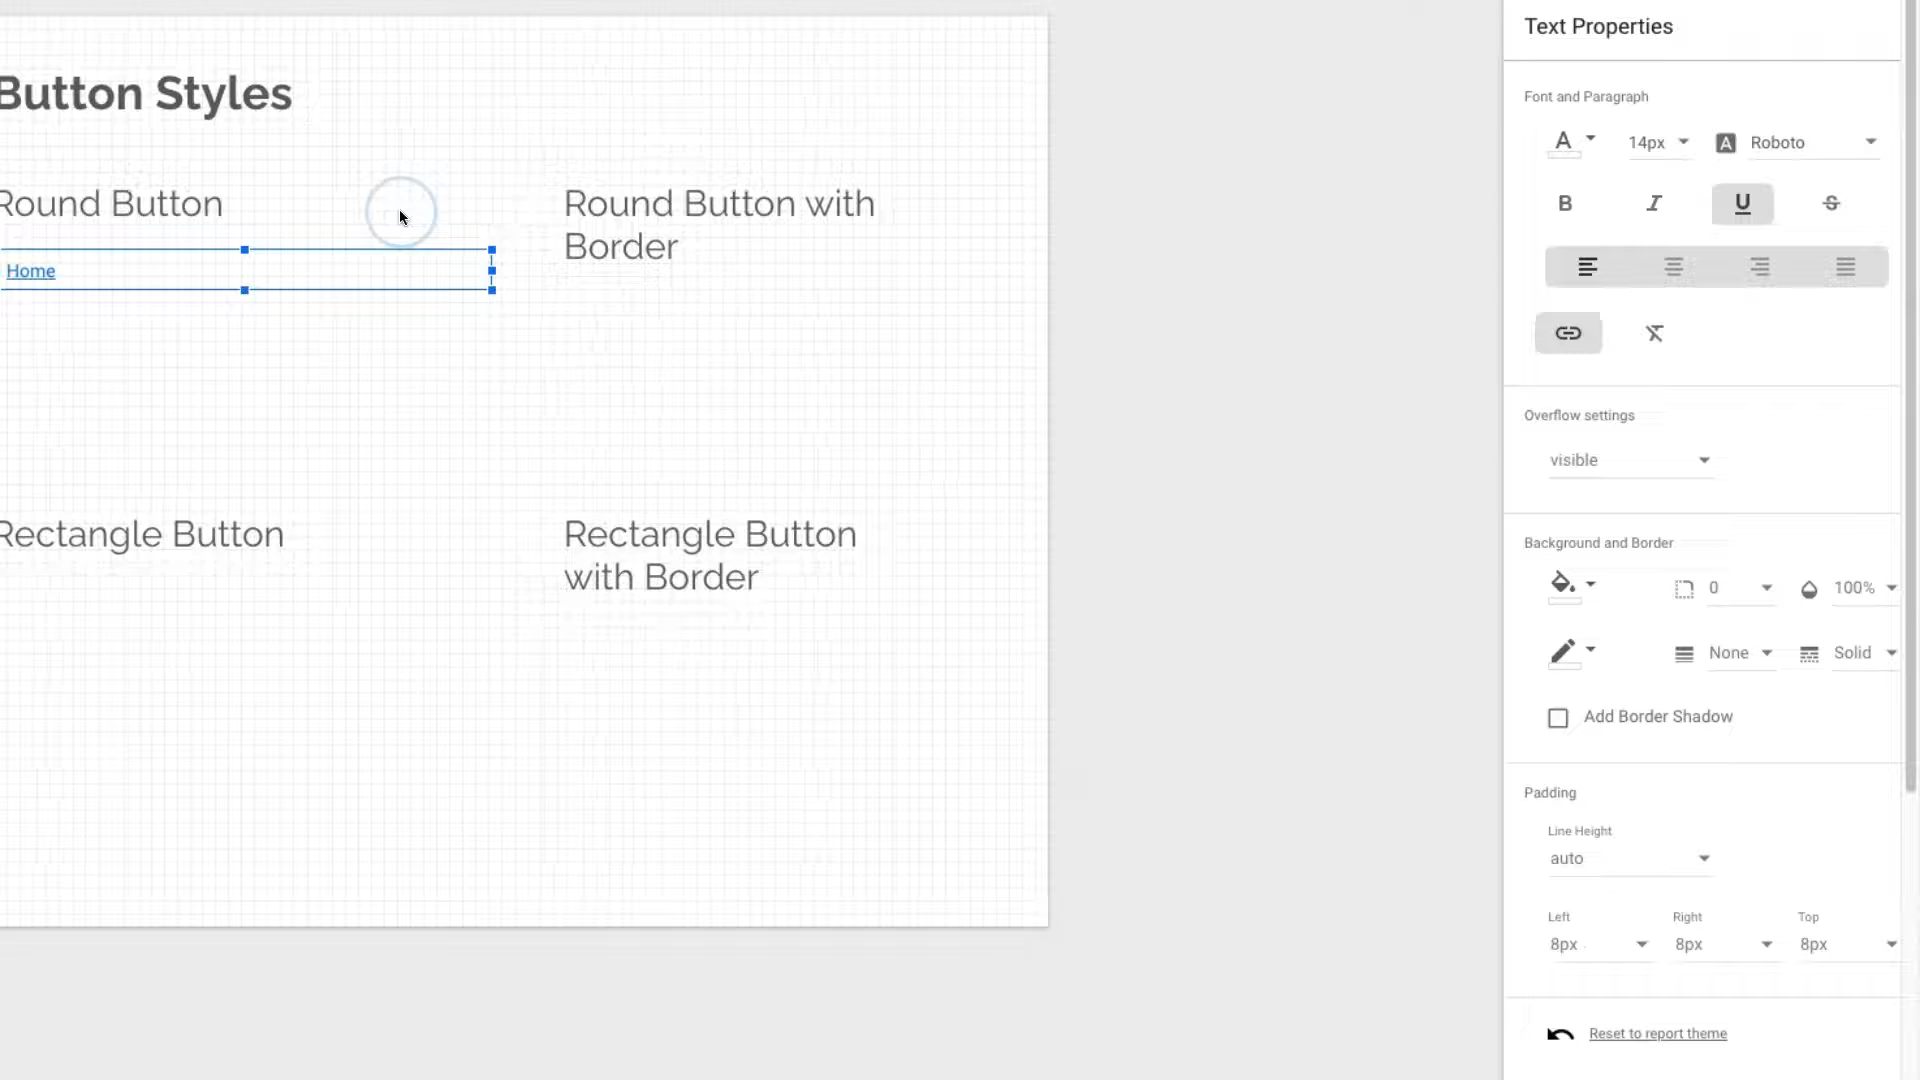 Button Styles
Round Button
Home
Round Button with
Border
Rectangle Button
Rectangle Button
with Border
Text Properties
Font and Paragraph
A 14px A Roboto
B I U S
Overflow settings
visible
Background and Border
0 100%
None Solid
Add Border Shadow
Padding
Line Height
auto
Left Right Top
8px 8px 8px
Reset to report theme